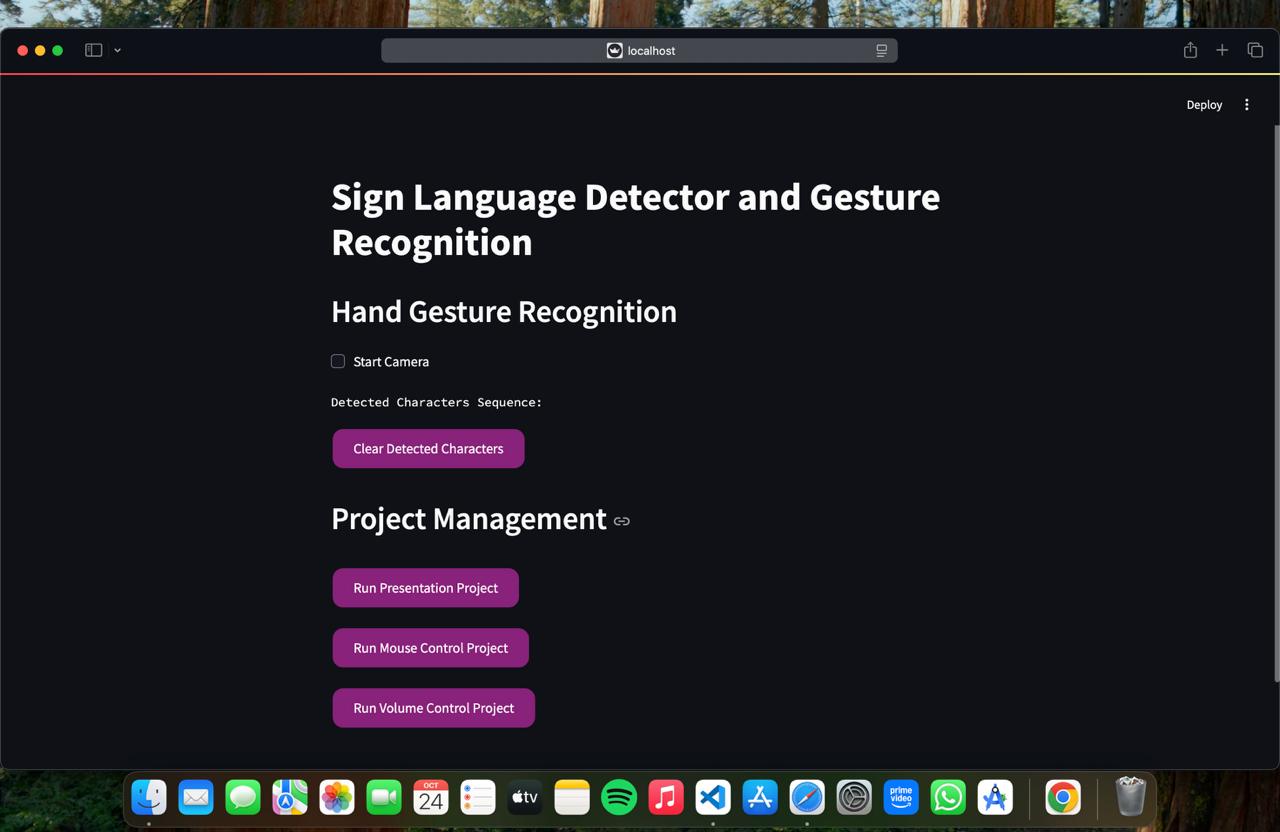 localhost
Deploy
Sign Language Detector and Gesture
Recognition
Hand Gesture Recognition
Start Camera
Detected Characters Sequence:
Clear Detected Characters
Project Management
Run Presentation Project
Run Mouse Control Project
Run Volume Control Project
OCT
24
tv
prime
video